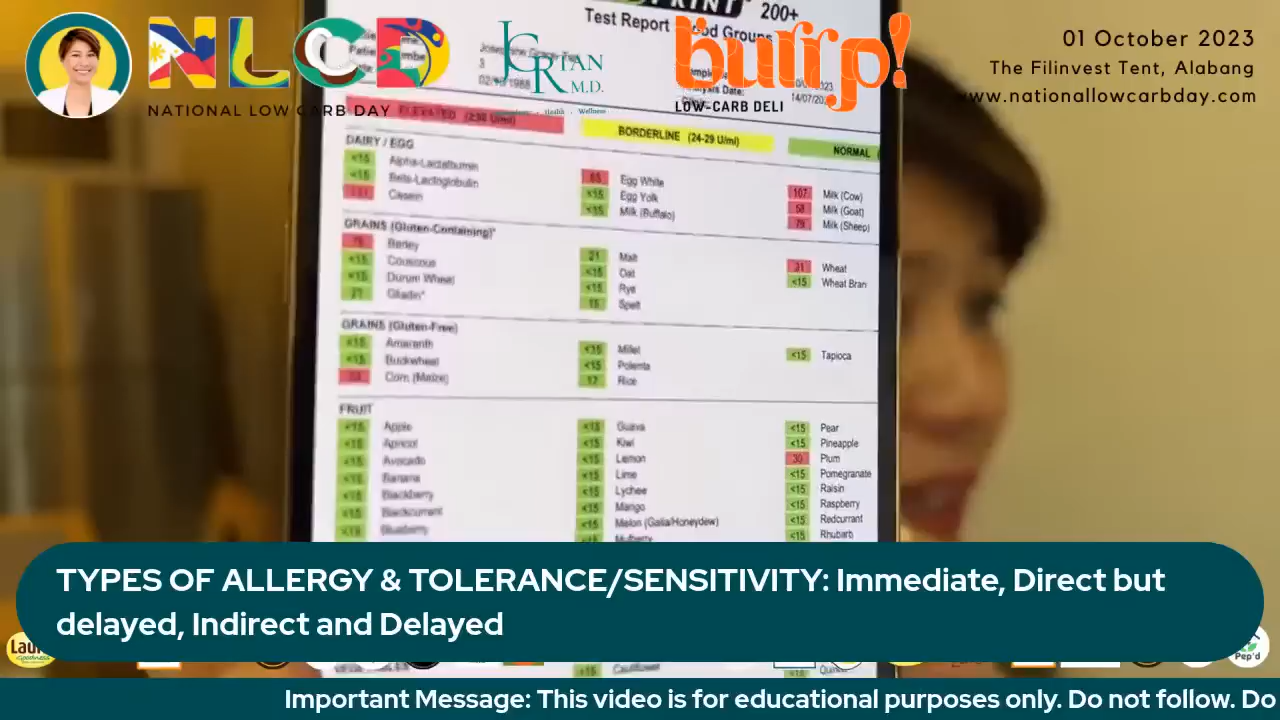 NLCD
NATIONAL LOW CARB DAY
JCRTAN
M.D.
burrp!
LOW-CARB DELI
01 October 2023
The Filinvest Tent, Alabang
www.nationallowcarbday.com
200+
Test Report
ELEVATED
BORDERLINE (24-29 U/ml)
NORMAL
DAIRY / EGG
<15 Alpha-Lactalbumin
<15 Beta-Lactoglobulin
Casein
Egg White
<15 Egg Yolk
<15 Milk (Buffalo)
107 Milk (Cow)
58 Milk (Goat)
79 Milk (Sheep)
GRAINS (Gluten-Containing)*
Barley
<15 Couscous
<15 Durum Wheat
21 Gliadin*
21 Malt
<15 Oat
<15 Rye
Spelt
31 Wheat
<15 Wheat Bran
GRAINS (Gluten-Free)
<15 Amaranth
<15 Buckwheat
Corn (Maize)
<15 Millet
<15 Polenta
17 Rice
<15 Tapioca
FRUIT
<15 Apple
<15 Apricot
<15 Avocado
<15 Banana
<15 Blackberry
<15 Blackcurrant
<15 Blueberry
<15 Guava
<15 Kiwi
<15 Lemon
<15 Lime
<15 Lychee
<15 Mango
<15 Melon (Galia/Honeydew)
Mulberry
<15 Pear
<15 Pineapple
30 Plum
<15 Pomegranate
<15 Raisin
<15 Raspberry
<15 Redcurrant
<15 Rhubarb
TYPES OF ALLERGY & TOLERANCE/SENSITIVITY: Immediate, Direct but
delayed, Indirect and Delayed
Pep'd
Important Message: This video is for educational purposes only. Do not follow. Do